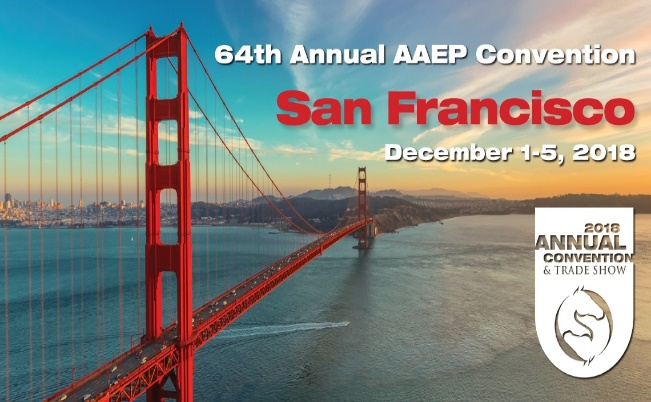 64th Annual AAEP Convention
San Francisco
December 1-5, 2018
2018
ANNUAL
CONVENTION
& TRADE SHOW